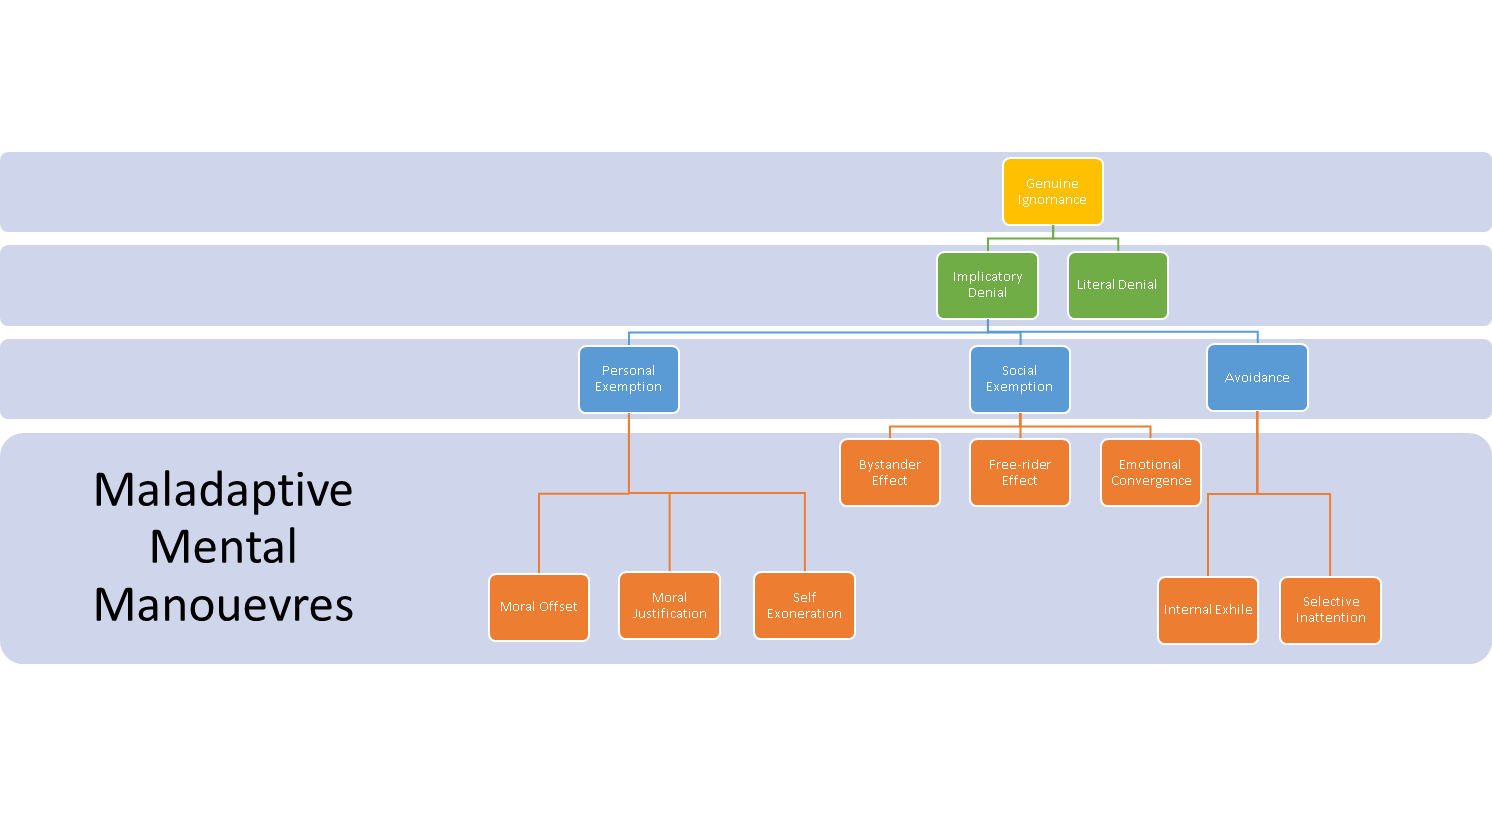 Genuine
Ignornance
Implicatory
Denial
Literal Denial
Personal
Exemption
Social
Exemption
Avoidance
Bystander
Effect
Free-rider
Effect
Emotional
Convergence
Maladaptive
Mental
Manouevres
Moral Offset
Moral
Justification
Self
Exoneration
Internal Exhile
Selective
Inattention